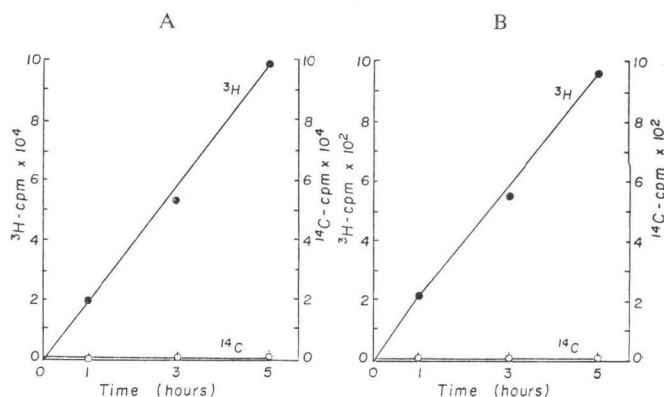 A
B
10
8
6
4
2
0
³H-cpm x 10⁴
³H
¹⁴C
10
8
6
4
2
0
¹⁴C-cpm x 10⁴
0 1 3 5
Time (hours)
10
8
6
4
2
0
³H-cpm x 10²
³H
¹⁴C
10
8
6
4
2
0
¹⁴C-cpm x 10²
0 1 3 5
Time (hours)